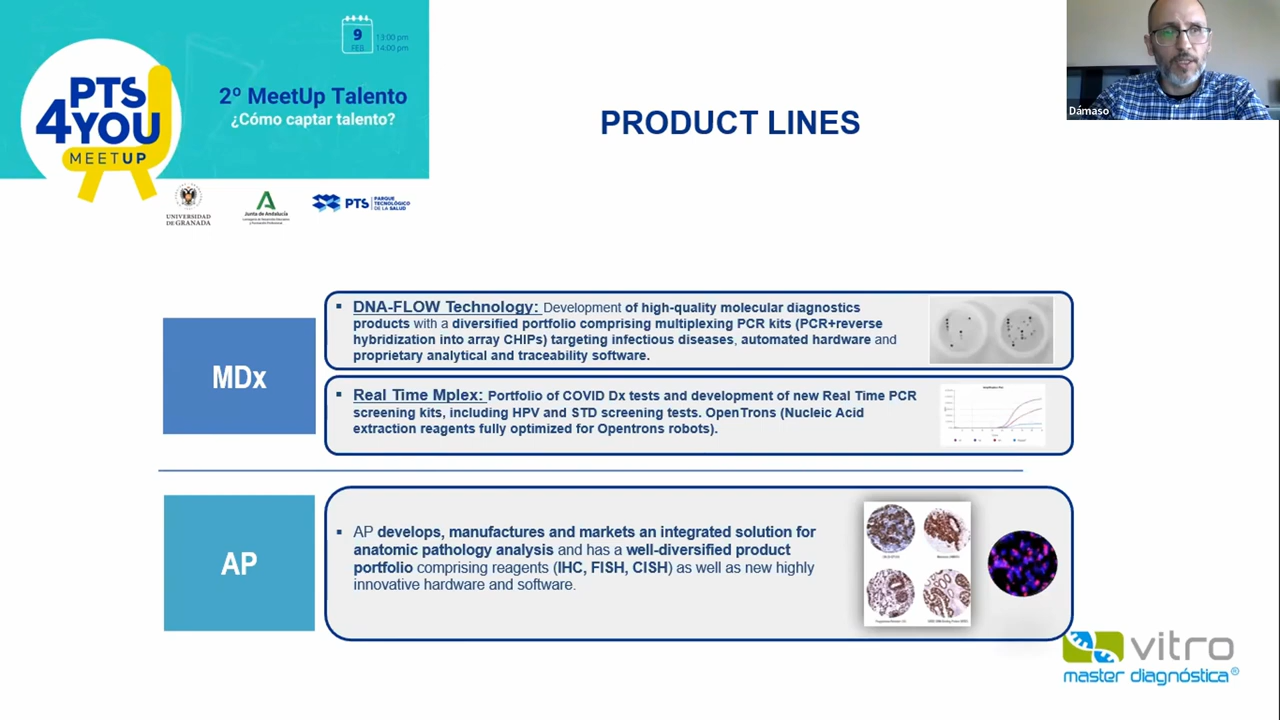 9
FEB
13:00 pm
14:00 pm
2º MeetUp Talento
¿Cómo captar talento?
PTS
4YOU
MEETUP
UNIVERSIDAD
DE GRANADA
Junta de Andalucía
PTS PARQUE
TECNOLÓGICO
DE LA SALUD
PRODUCT LINES
Dámaso
MDx
▪ DNA-FLOW Technology: Development of high-quality molecular diagnostics
products with a diversified portfolio comprising multiplexing PCR kits (PCR+reverse
hybridization into array CHIPs) targeting infectious diseases, automated hardware and
proprietary analytical and traceability software.
▪ Real Time Mplex: Portfolio of COVID Dx tests and development of new Real Time PCR
screening kits, including HPV and STD screening tests. OpenTrons (Nucleic Acid
extraction reagents fully optimized for Opentrons robots).
AP
▪ AP develops, manufactures and markets an integrated solution for
anatomic pathology analysis and has a well-diversified product
portfolio comprising reagents (IHC, FISH, CISH) as well as new highly
innovative hardware and software.
vitro
master diagnóstica®